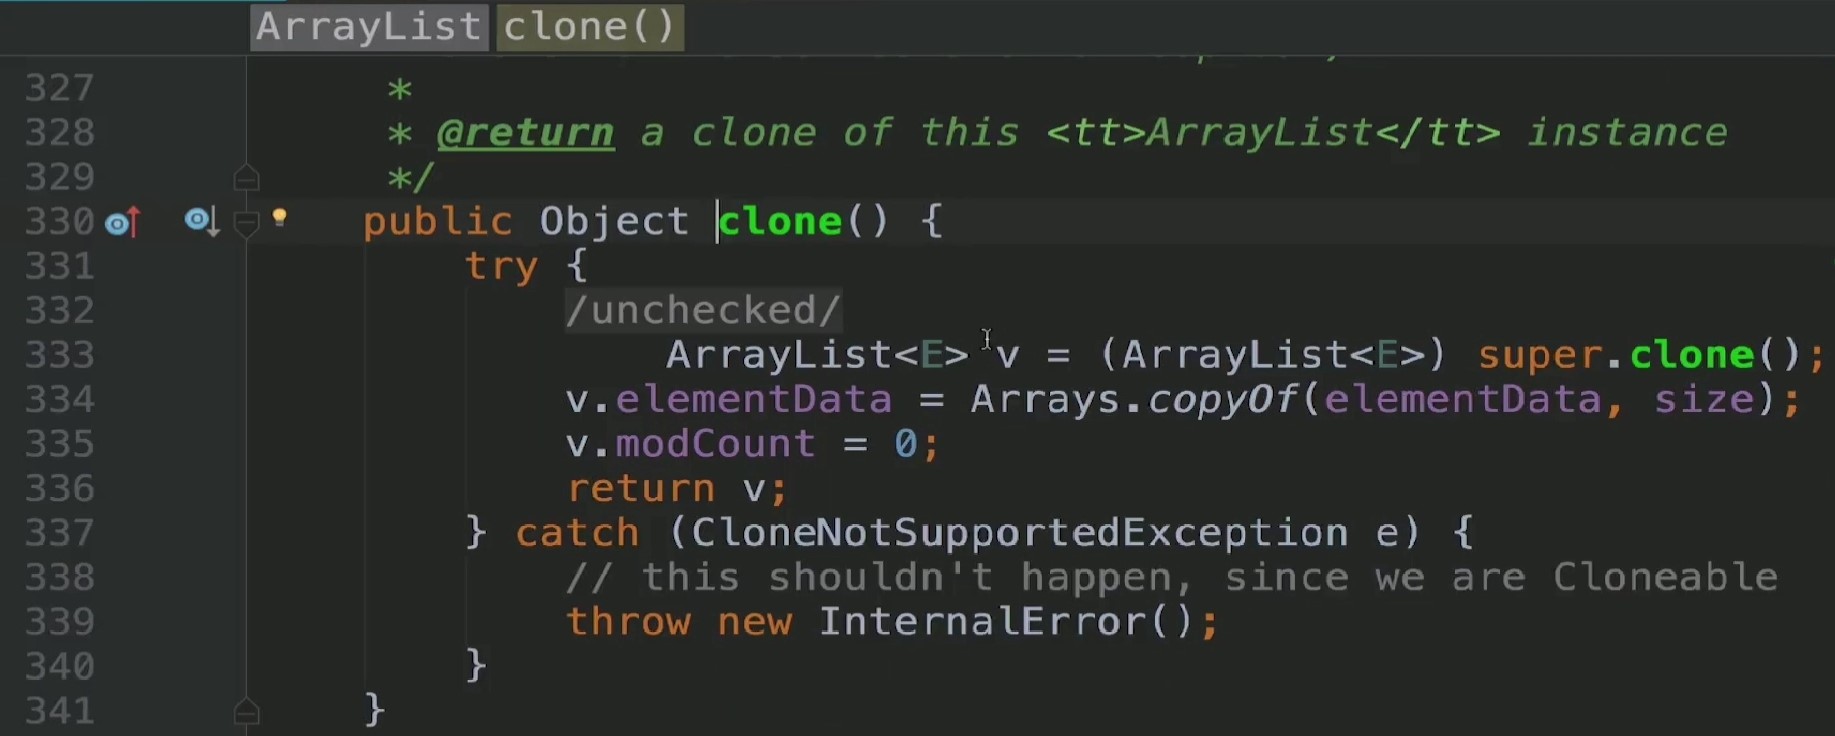 ArrayList clone()
327 *
328 * @return a clone of this <tt>ArrayList</tt> instance
329 */
330 public Object clone() {
331 try {
332 /unchecked/
333 ArrayList<E> v = (ArrayList<E>) super.clone();
334 v.elementData = Arrays.copyOf(elementData, size);
335 v.modCount = 0;
336 return v;
337 } catch (CloneNotSupportedException e) {
338 // this shouldn't happen, since we are Cloneable
339 throw new InternalError();
340 }
341 }